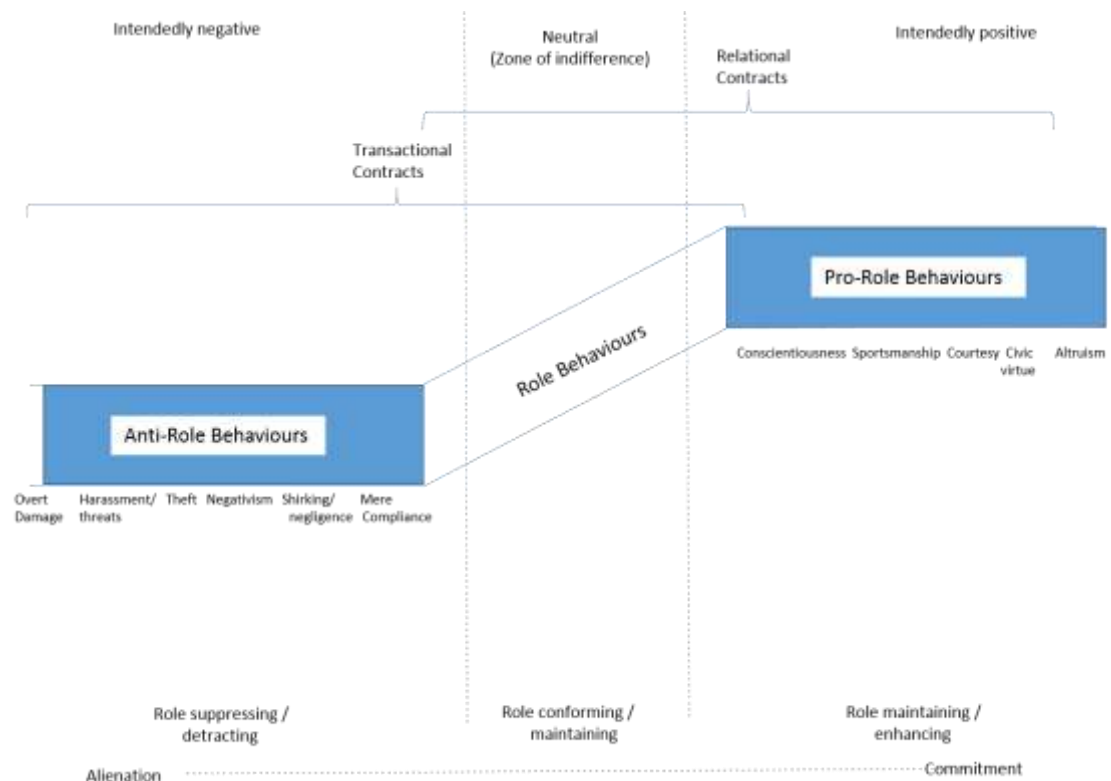 Intendedly negative
Neutral
(Zone of indifference)
Intendedly positive
Relational
Contracts
Transactional
Contracts
Pro-Role Behaviours
Role Behaviours
Conscientiousness Sportsmanship Courtesy Civic virtue Altruism
Anti-Role Behaviours
Overt Damage Harassment/ threats Theft Negativism Shirking/ negligence Mere Compliance
Role suppressing /
detracting
Role conforming /
maintaining
Role maintaining /
enhancing
Alienation
Commitment